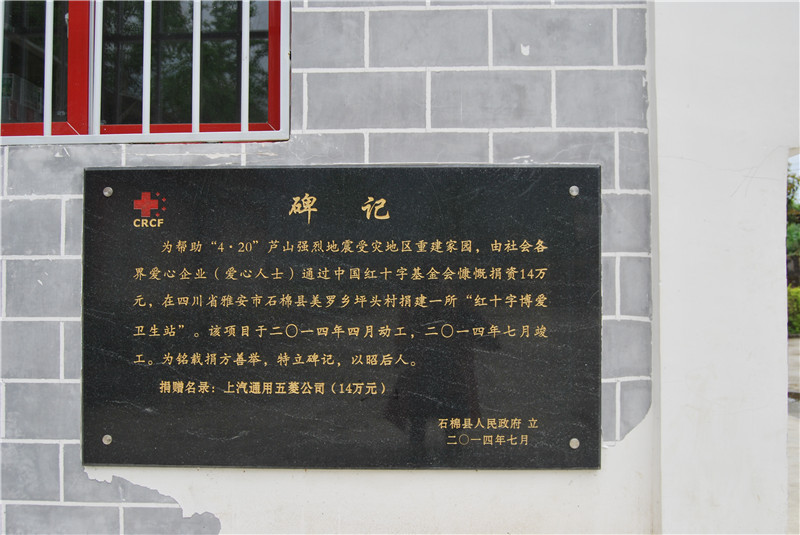 CRCF
碑记
为帮助“4·20”芦山强烈地震受灾地区重建家园，由社会各
界爱心企业（爱心人士）通过中国红十字基金会慷慨捐资14万
元，在四川省雅安市石棉县美罗乡坪头村捐建一所“红十字博爱
卫生站”。该项目于二〇一四年四月动工，二〇一四年七月竣
工。为铭载捐方善举，特立碑记，以昭后人。
捐赠名录：上汽通用五菱公司（14万元）
石棉县人民政府 立
二〇一四年七月